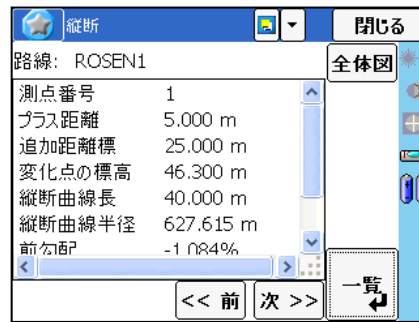 縦断
閉じる
路線: ROSEN1
全体図
測点番号 1
プラス距離 5.000 m
追加距離標 25.000 m
変化点の標高 46.300 m
縦断曲線長 40.000 m
縦断曲線半径 627.615 m
前勾配 -1.084%
<< 前
次 >>
一覧